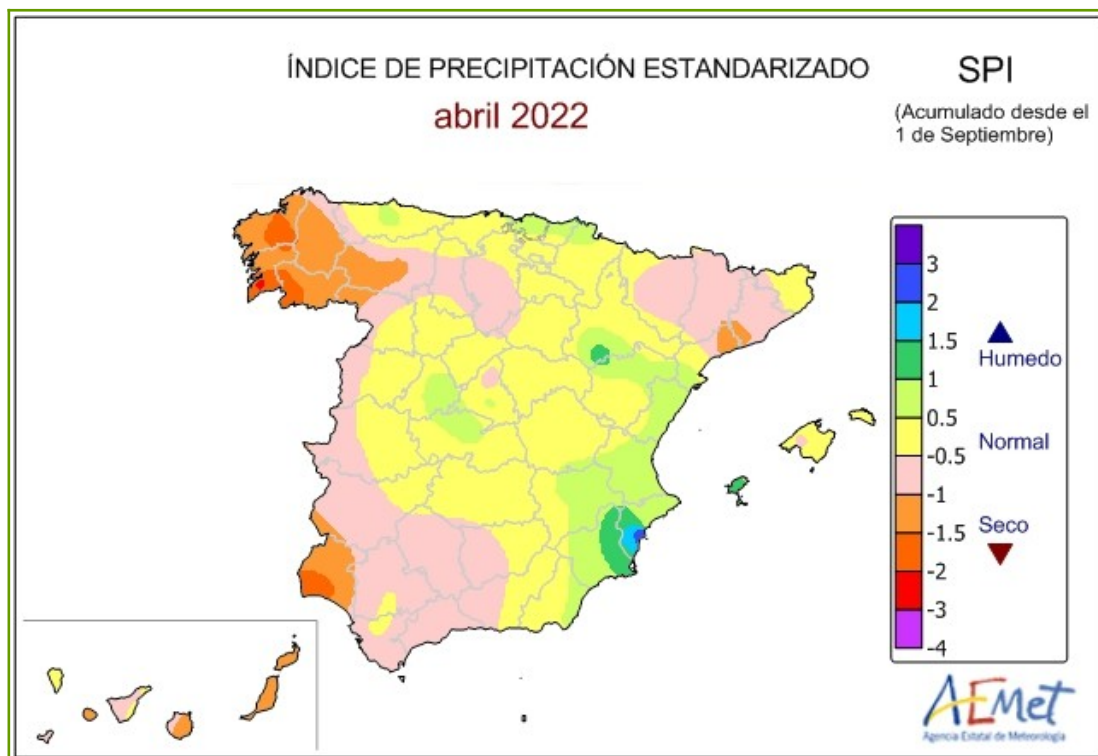 ÍNDICE DE PRECIPITACIÓN ESTANDARIZADO
abril 2022
SPI
(Acumulado desde el
1 de Septiembre)
3
2
1.5
1
0.5
-0.5
-1
-1.5
-2
-3
-4
Humedo
Normal
Seco
AEMet
Agencia Estatal de Meteorología